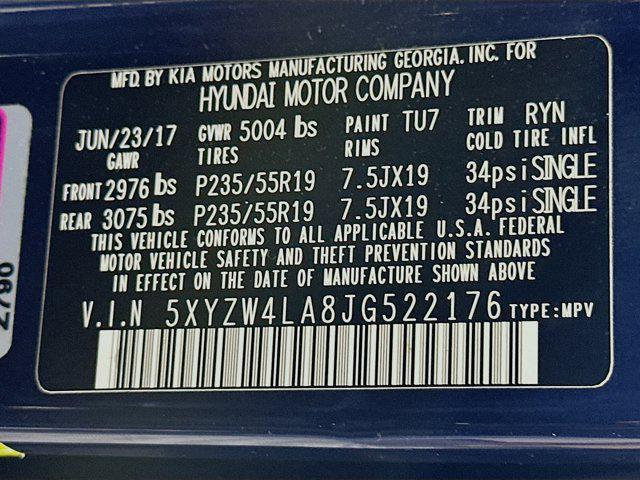 MFD. BY KIA MOTORS MANUFACTURING GEORGIA. INC. FOR
HYUNDAI MOTOR COMPANY
JUN/23/17 GVWR 5004 lbs PAINT TU7 TRIM RYN
GAWR TIRES RIMS COLD TIRE INFL
FRONT 2976 lbs P235/55R19 7.5JX19 34psi SINGLE
REAR 3075 lbs P235/55R19 7.5JX19 34psi SINGLE
THIS VEHICLE CONFORMS TO ALL APPLICABLE U.S.A. FEDERAL
MOTOR VEHICLE SAFETY AND THEFT PREVENTION STANDARDS
IN EFFECT ON THE DATE OF MANUFACTURE SHOWN ABOVE
V.I.N 5XYZW4LA8JG522176 TYPE:MPV
2790